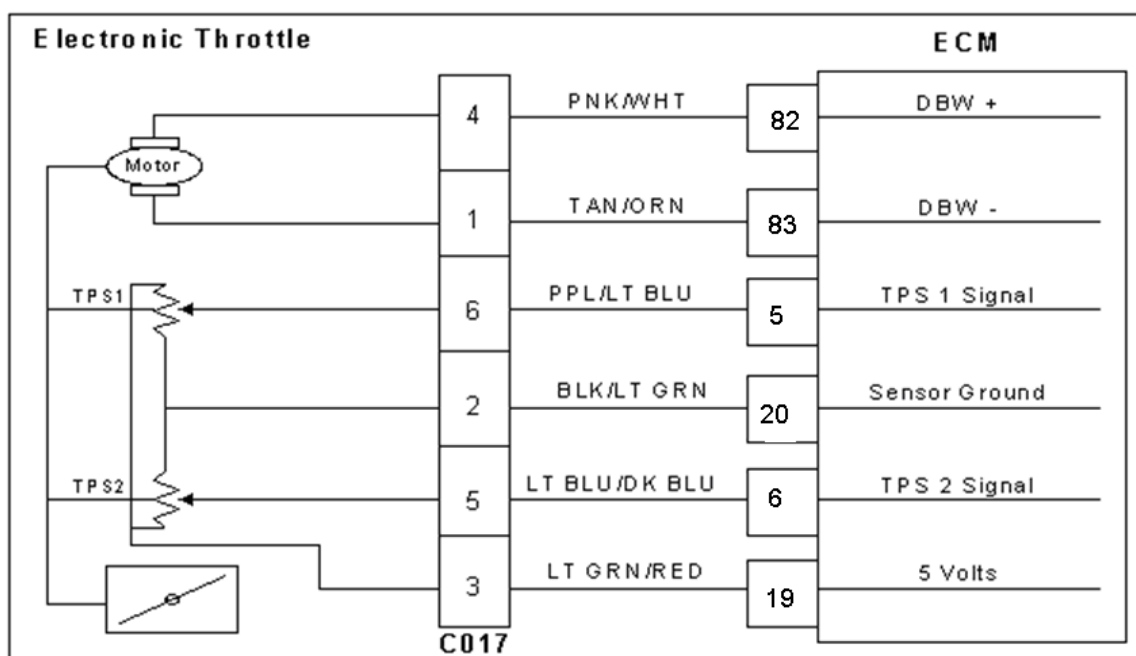 Electronic Throttle
ECM
4 PNK/WHT 82 DBW +
Motor
1 TAN/ORN 83 DBW -
TPS1 6 PPL/LT BLU 5 TPS 1 Signal
2 BLK/LT GRN 20 Sensor Ground
TPS2 5 LT BLU/DK BLU 6 TPS 2 Signal
3 LT GRN/RED 19 5 Volts
C017